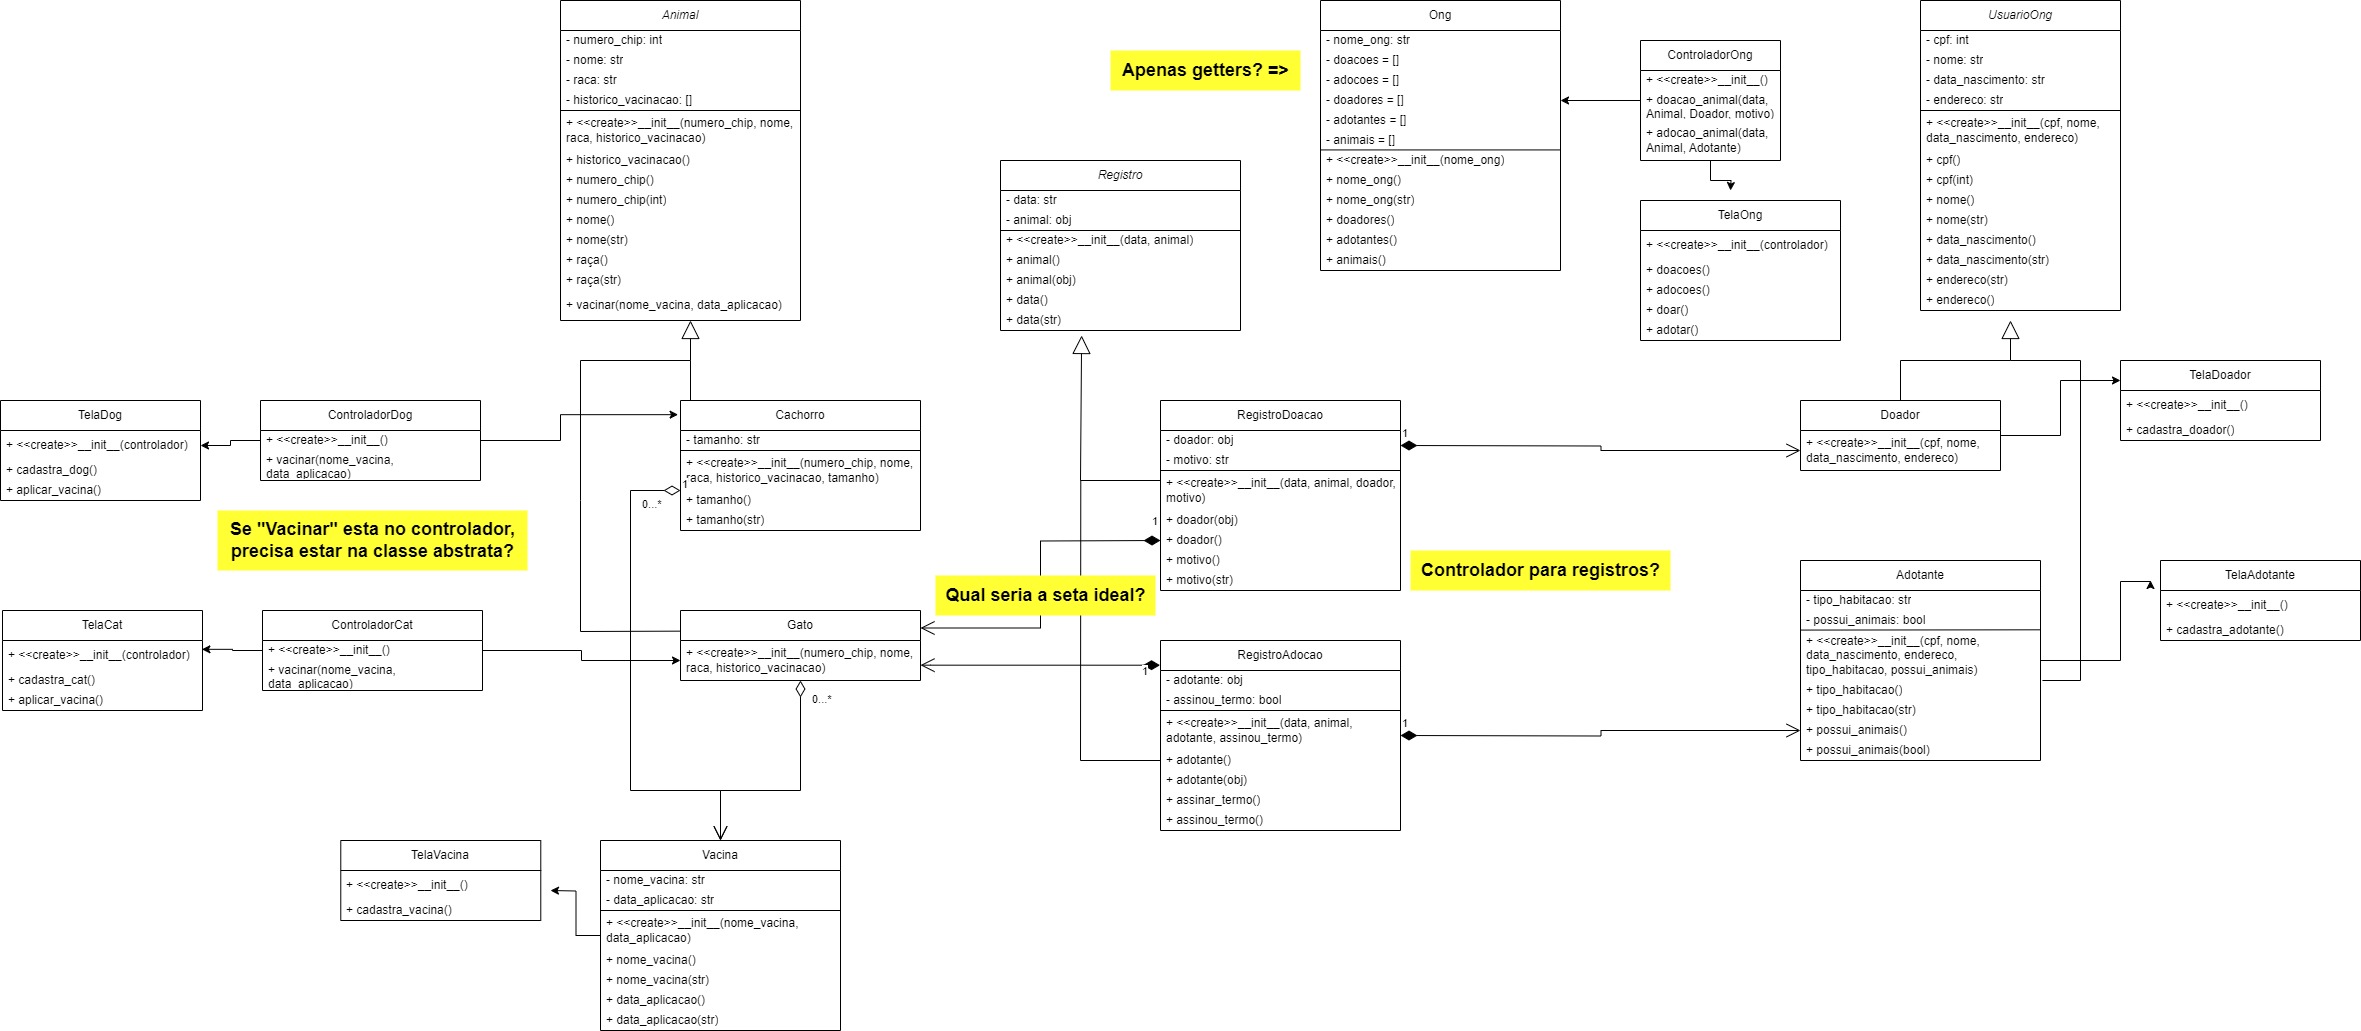 Animal
- numero_chip: int
- nome: str
- raca: str
- historico_vacinacao: []
+ <<create>>__init__(numero_chip, nome,
raca, historico_vacinacao)
+ historico_vacinacao()
+ numero_chip()
+ numero_chip(int)
+ nome()
+ nome(str)
+ raça()
+ raça(str)
+ vacinar(nome_vacina, data_aplicacao)
Apenas getters? =>
Ong
- nome_ong: str
- doacoes = []
- adocoes = []
- doadores = []
- adotantes = []
- animais = []
+ <<create>>__init__(nome_ong)
+ nome_ong()
+ nome_ong(str)
+ doadores()
+ adotantes()
+ animais()
ControladorOng
+ <<create>>__init__()
+ doacao_animal(data,
Animal, Doador, motivo)
+ adocao_animal(data,
Animal, Adotante)
TelaOng
+ <<create>>__init__(controlador)
+ doacoes()
+ adocoes()
+ doar()
+ adotar()
UsuarioOng
- cpf: int
- nome: str
- data_nascimento: str
- endereco: str
+ <<create>>__init__(cpf, nome,
data_nascimento, endereco)
+ cpf()
+ cpf(int)
+ nome()
+ nome(str)
+ data_nascimento()
+ data_nascimento(str)
+ endereco(str)
+ endereco()
Registro
- data: str
- animal: obj
+ <<create>>__init__(data, animal)
+ animal()
+ animal(obj)
+ data()
+ data(str)
TelaDog
+ <<create>>__init__(controlador)
+ cadastra_dog()
+ aplicar_vacina()
ControladorDog
+ <<create>>__init__()
+ vacinar(nome_vacina,
data_aplicacao)
Cachorro
- tamanho: str
+ <<create>>__init__(numero_chip, nome,
raca, historico_vacinacao, tamanho)
+ tamanho()
+ tamanho(str)
1
0...*
RegistroDoacao
- doador: obj
- motivo: str
+ <<create>>__init__(data, animal, doador,
motivo)
+ doador(obj)
+ doador()
+ motivo()
+ motivo(str)
1
1
Doador
+ <<create>>__init__(cpf, nome,
data_nascimento, endereco)
TelaDoador
+ <<create>>__init__()
+ cadastra_doador()
Se "Vacinar" esta no controlador,
precisa estar na classe abstrata?
Qual seria a seta ideal?
Controlador para registros?
TelaCat
+ <<create>>__init__(controlador)
+ cadastra_cat()
+ aplicar_vacina()
ControladorCat
+ <<create>>__init__()
+ vacinar(nome_vacina,
data_aplicacao)
Gato
+ <<create>>__init__(numero_chip, nome,
raca, historico_vacinacao)
0...*
RegistroAdocao
- adotante: obj
- assinou_termo: bool
+ <<create>>__init__(data, animal,
adotante, assinou_termo)
+ adotante()
+ adotante(obj)
+ assinar_termo()
+ assinou_termo()
1
1
Adotante
- tipo_habitacao: str
- possui_animais: bool
+ <<create>>__init__(cpf, nome,
data_nascimento, endereco,
tipo_habitacao, possui_animais)
+ tipo_habitacao()
+ tipo_habitacao(str)
+ possui_animais()
+ possui_animais(bool)
TelaAdotante
+ <<create>>__init__()
+ cadastra_adotante()
TelaVacina
+ <<create>>__init__()
+ cadastra_vacina()
Vacina
- nome_vacina: str
- data_aplicacao: str
+ <<create>>__init__(nome_vacina,
data_aplicacao)
+ nome_vacina()
+ nome_vacina(str)
+ data_aplicacao()
+ data_aplicacao(str)